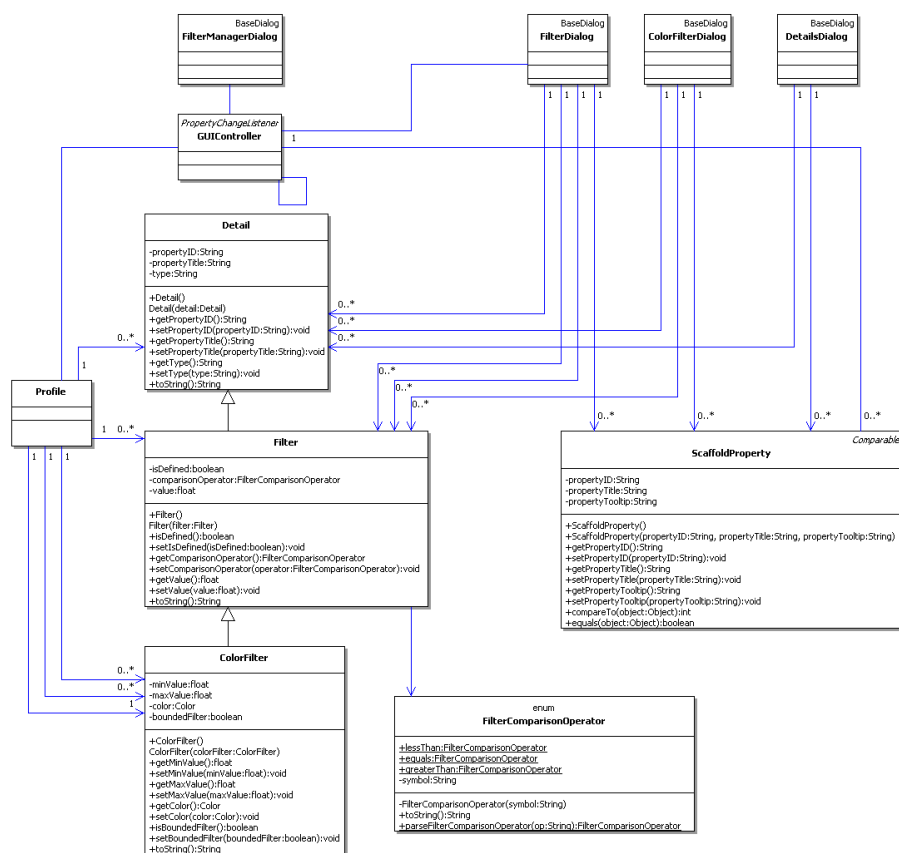 BaseDialog
FilterManagerDialog
BaseDialog
FilterDialog
BaseDialog
ColorFilterDialog
BaseDialog
DetailsDialog
1
1
1
1
1
1
1
1
1
PropertyChangeListener
GUIController
1
Detail
-propertyID:String
-propertyTitle:String
-type:String
+Detail()
Detail(detail:Detail)
+getPropertyID():String
+setPropertyID(propertyID:String):void
+getPropertyTitle():String
+setPropertyTitle(propertyTitle:String):void
+getType():String
+setType(type:String):void
+toString():String
0..*
0..*
0..*
0..*
1
0..*
0..*
0..*
Profile
1
0..*
1
1
1
Filter
-isDefined:boolean
-comparisonOperator:FilterComparisonOperator
-value:float
+Filter()
Filter(filter:Filter)
+isDefined():boolean
+setIsDefined(isDefined:boolean):void
+getComparisonOperator():FilterComparisonOperator
+setComparisonOperator(operator:FilterComparisonOperator):void
+getValue():float
+setValue(value:float):void
+toString():String
0..*
0..*
0..*
0..*
Comparable
ScaffoldProperty
-propertyID:String
-propertyTitle:String
-propertyTooltip:String
+ScaffoldProperty()
+ScaffoldProperty(propertyID:String, propertyTitle:String, propertyTooltip:String)
+getPropertyID():String
+setPropertyID(propertyID:String):void
+getPropertyTitle():String
+setPropertyTitle(propertyTitle:String):void
+getPropertyTooltip():String
+setPropertyTooltip(propertyTooltip:String):void
+compareTo(object:Object):int
+equals(object:Object):boolean
0..*
0..*
1
ColorFilter
-minValue:float
-maxValue:float
-color:Color
-boundedFilter:boolean
+ColorFilter()
ColorFilter(colorFilter:ColorFilter)
+getMinValue():float
+setMinValue(minValue:float):void
+getMaxValue():float
+setMaxValue(maxValue:float):void
+getColor():Color
+setColor(color:Color):void
+isBoundedFilter():boolean
+setBoundedFilter(boundedFilter:boolean):void
+toString():String
enum
FilterComparisonOperator
+lessThan:FilterComparisonOperator
+equals:FilterComparisonOperator
+greaterThan:FilterComparisonOperator
-symbol:String
-FilterComparisonOperator(symbol:String)
+toString():String
+parseFilterComparisonOperator(op:String):FilterComparisonOperator